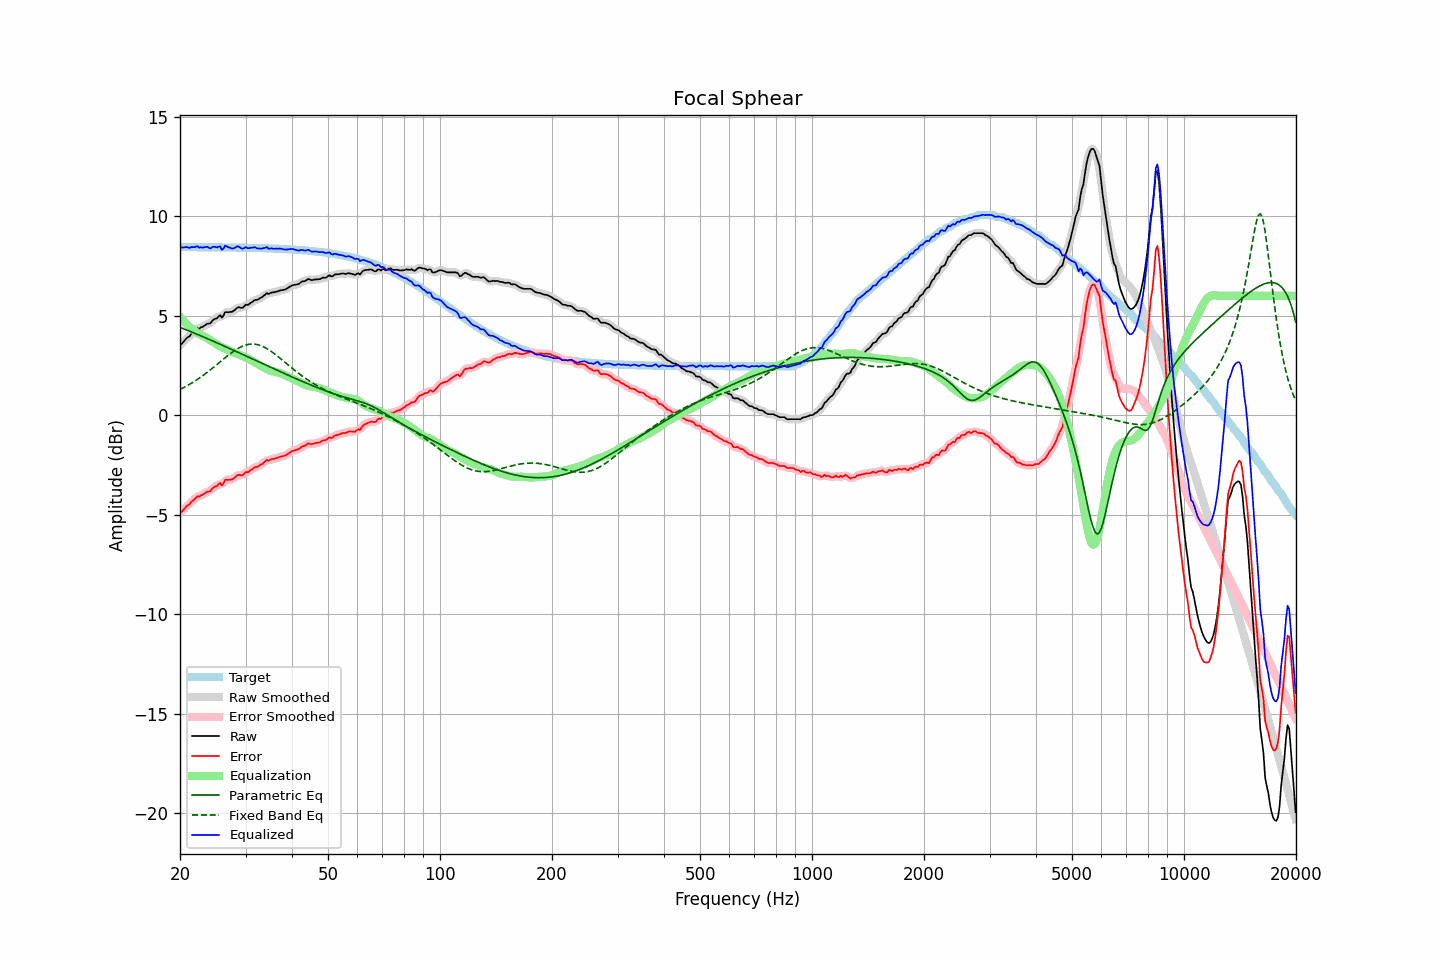 Focal Sphear
15
10
5
0
−5
−10
−15
−20
Amplitude (dBr)
Target
Raw Smoothed
Error Smoothed
Raw
Error
Equalization
Parametric Eq
Fixed Band Eq
Equalized
20 50 100 200 500 1000 2000 5000 10000 20000
Frequency (Hz)